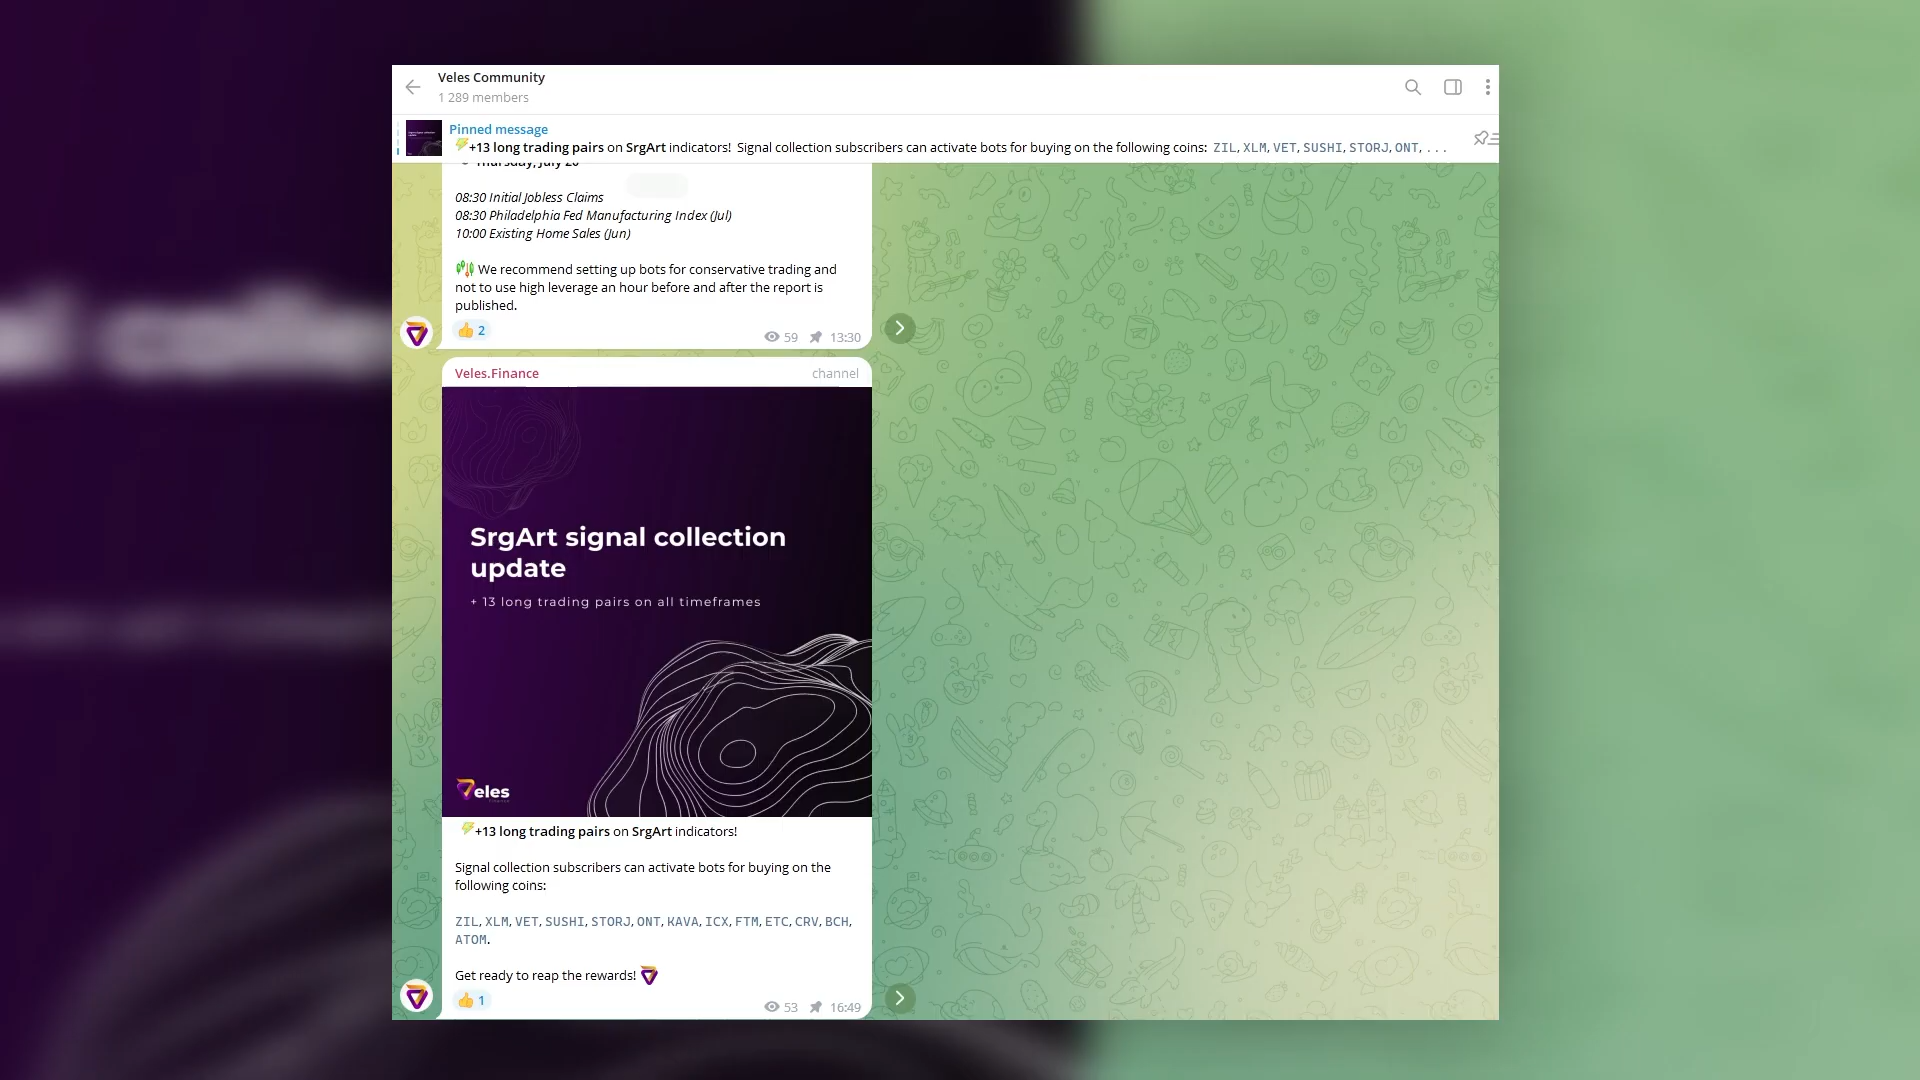 Veles Community
1 289 members
Pinned message
+13 long trading pairs on SrgArt indicators! Signal collection subscribers can activate bots for buying on the following coins: ZIL, XLM, VET, SUSHI, STORJ, ONT, ...
Thursday, July 20
08:30 Initial Jobless Claims
08:30 Philadelphia Fed Manufacturing Index (Jul)
10:00 Existing Home Sales (Jun)
We recommend setting up bots for conservative trading and
not to use high leverage an hour before and after the report is
published.
2
59 13:30
Veles.Finance channel
SrgArt signal collection
update
+ 13 long trading pairs on all timeframes
Veles
Finance
+13 long trading pairs on SrgArt indicators!
Signal collection subscribers can activate bots for buying on the
following coins:
ZIL, XLM, VET, SUSHI, STORJ, ONT, KAVA, ICX, FTM, ETC, CRV, BCH,
ATOM.
Get ready to reap the rewards!
1
53 16:49